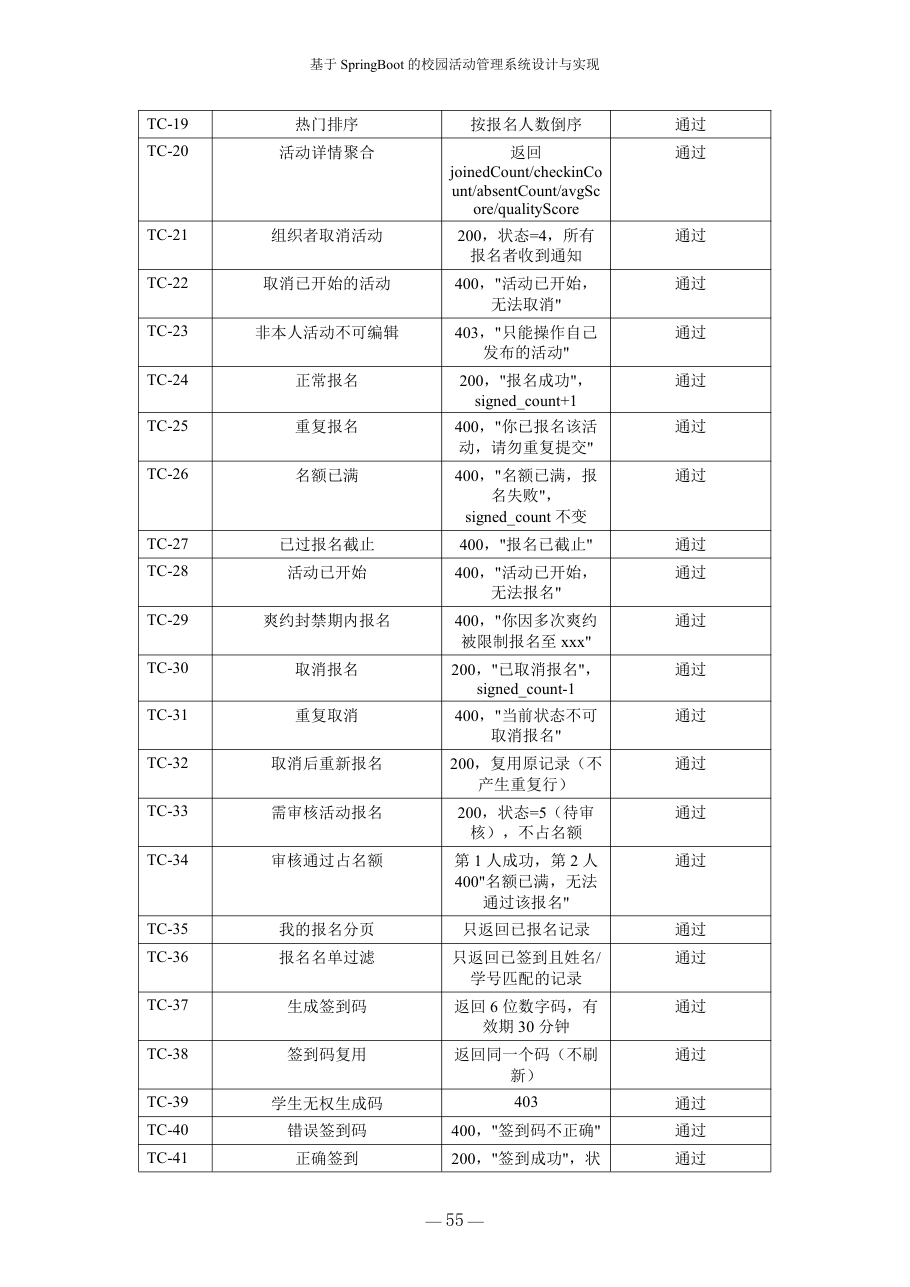 基于 SpringBoot 的校园活动管理系统设计与实现
TC-19 热门排序 按报名人数倒序 通过
TC-20 活动详情聚合 返回 通过
joinedCount/checkinCo
unt/absentCount/avgSc
ore/qualityScore
TC-21 组织者取消活动 200，状态=4，所有 通过
报名者收到通知
TC-22 取消已开始的活动 400，"活动已开始， 通过
无法取消"
TC-23 非本人活动不可编辑 403，"只能操作自己 通过
发布的活动"
TC-24 正常报名 200，"报名成功"， 通过
signed_count+1
TC-25 重复报名 400，"你已报名该活 通过
动，请勿重复提交"
TC-26 名额已满 400，"名额已满，报 通过
名失败"，
signed_count 不变
TC-27 已过报名截止 400，"报名已截止" 通过
TC-28 活动已开始 400，"活动已开始， 通过
无法报名"
TC-29 爽约封禁期内报名 400，"你因多次爽约 通过
被限制报名至 xxx"
TC-30 取消报名 200，"已取消报名"， 通过
signed_count-1
TC-31 重复取消 400，"当前状态不可 通过
取消报名"
TC-32 取消后重新报名 200，复用原记录（不 通过
产生重复行）
TC-33 需审核活动报名 200，状态=5（待审 通过
核），不占名额
TC-34 审核通过占名额 第 1 人成功，第 2 人 通过
400"名额已满，无法
通过该报名"
TC-35 我的报名分页 只返回已报名记录 通过
TC-36 报名名单过滤 只返回已签到且姓名/ 通过
学号匹配的记录
TC-37 生成签到码 返回 6 位数字码，有 通过
效期 30 分钟
TC-38 签到码复用 返回同一个码（不刷 通过
新）
TC-39 学生无权生成码 403 通过
TC-40 错误签到码 400，"签到码不正确" 通过
TC-41 正确签到 200，"签到成功"，状 通过
— 55 —